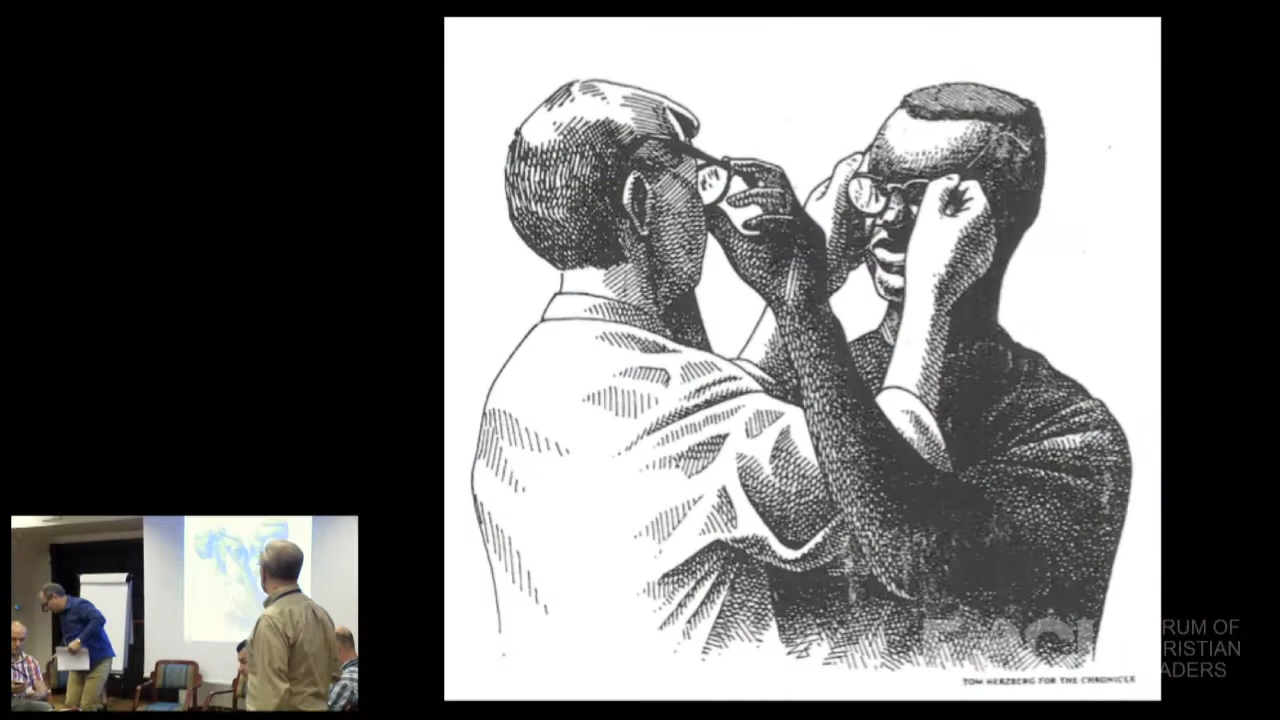 TOM HERZBERG FOR THE CHRONICLE
RUM OF
RISTIAN
ADERS